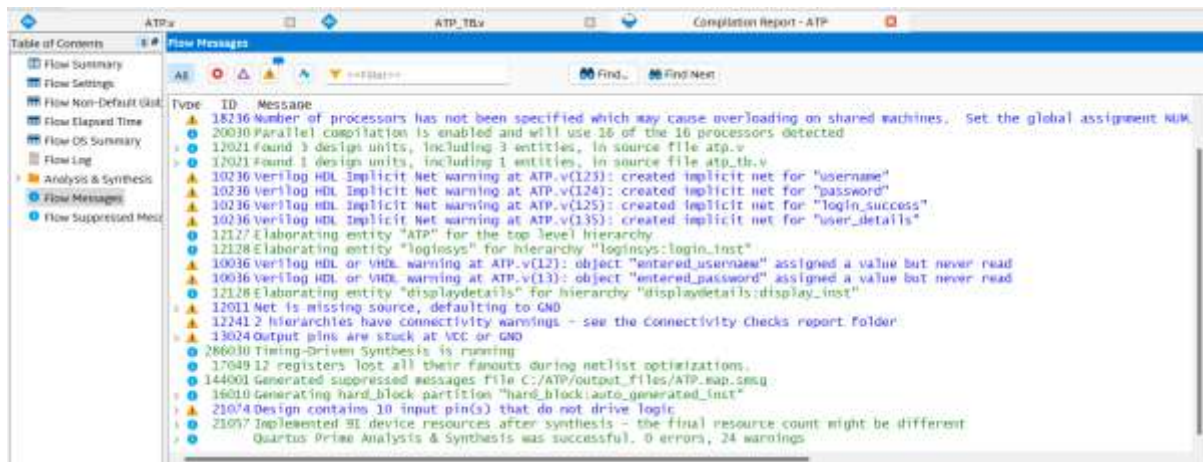 ATP.v
ATP_TB.v
Compilation Report - ATP
Table of Contents
Flow Messages
Flow Summary
Flow Settings
Flow Non-Default Glob
Flow Elapsed Time
Flow OS Summary
Flow Log
Analysis & Synthesis
Flow Messages
Flow Suppressed Mess
All
<<Filter>>
Find...
Find Next
Type ID Message
18236 Number of processors has not been specified which may cause overloading on shared machines. Set the global assignment NUM
20030 Parallel compilation is enabled and will use 16 of the 16 processors detected
12021 Found 3 design units, including 3 entities, in source file atp.v
12021 Found 1 design units, including 1 entities, in source file atp_tb.v
10236 Verilog HDL Implicit Net warning at ATP.v(123): created implicit net for "username"
10236 Verilog HDL Implicit Net warning at ATP.v(124): created implicit net for "password"
10236 Verilog HDL Implicit Net warning at ATP.v(125): created implicit net for "login_success"
10236 Verilog HDL Implicit Net warning at ATP.v(135): created implicit net for "user_details"
12127 Elaborating entity "ATP" for the top level hierarchy
12128 Elaborating entity "loginsys" for hierarchy "loginsys:login_inst"
10036 Verilog HDL or VHDL warning at ATP.v(12): object "entered_username" assigned a value but never read
10036 Verilog HDL or VHDL warning at ATP.v(13): object "entered_password" assigned a value but never read
12128 Elaborating entity "displaydetails" for hierarchy "displaydetails:display_inst"
12011 Net is missing source, defaulting to GND
12241 2 hierarchies have connectivity warnings - see the Connectivity Checks report folder
13024 Output pins are stuck at VCC or GND
286030 Timing-Driven Synthesis is running
17049 12 registers lost all their fanouts during netlist optimizations.
144001 Generated suppressed messages file C:/ATP/output_files/ATP.map.smsg
16010 Generating hard_block partition "hard_block:auto_generated_inst"
21074 Design contains 10 input pin(s) that do not drive logic
21057 Implemented 91 device resources after synthesis - the final resource count might be different
Quartus Prime Analysis & Synthesis was successful. 0 errors, 24 warnings